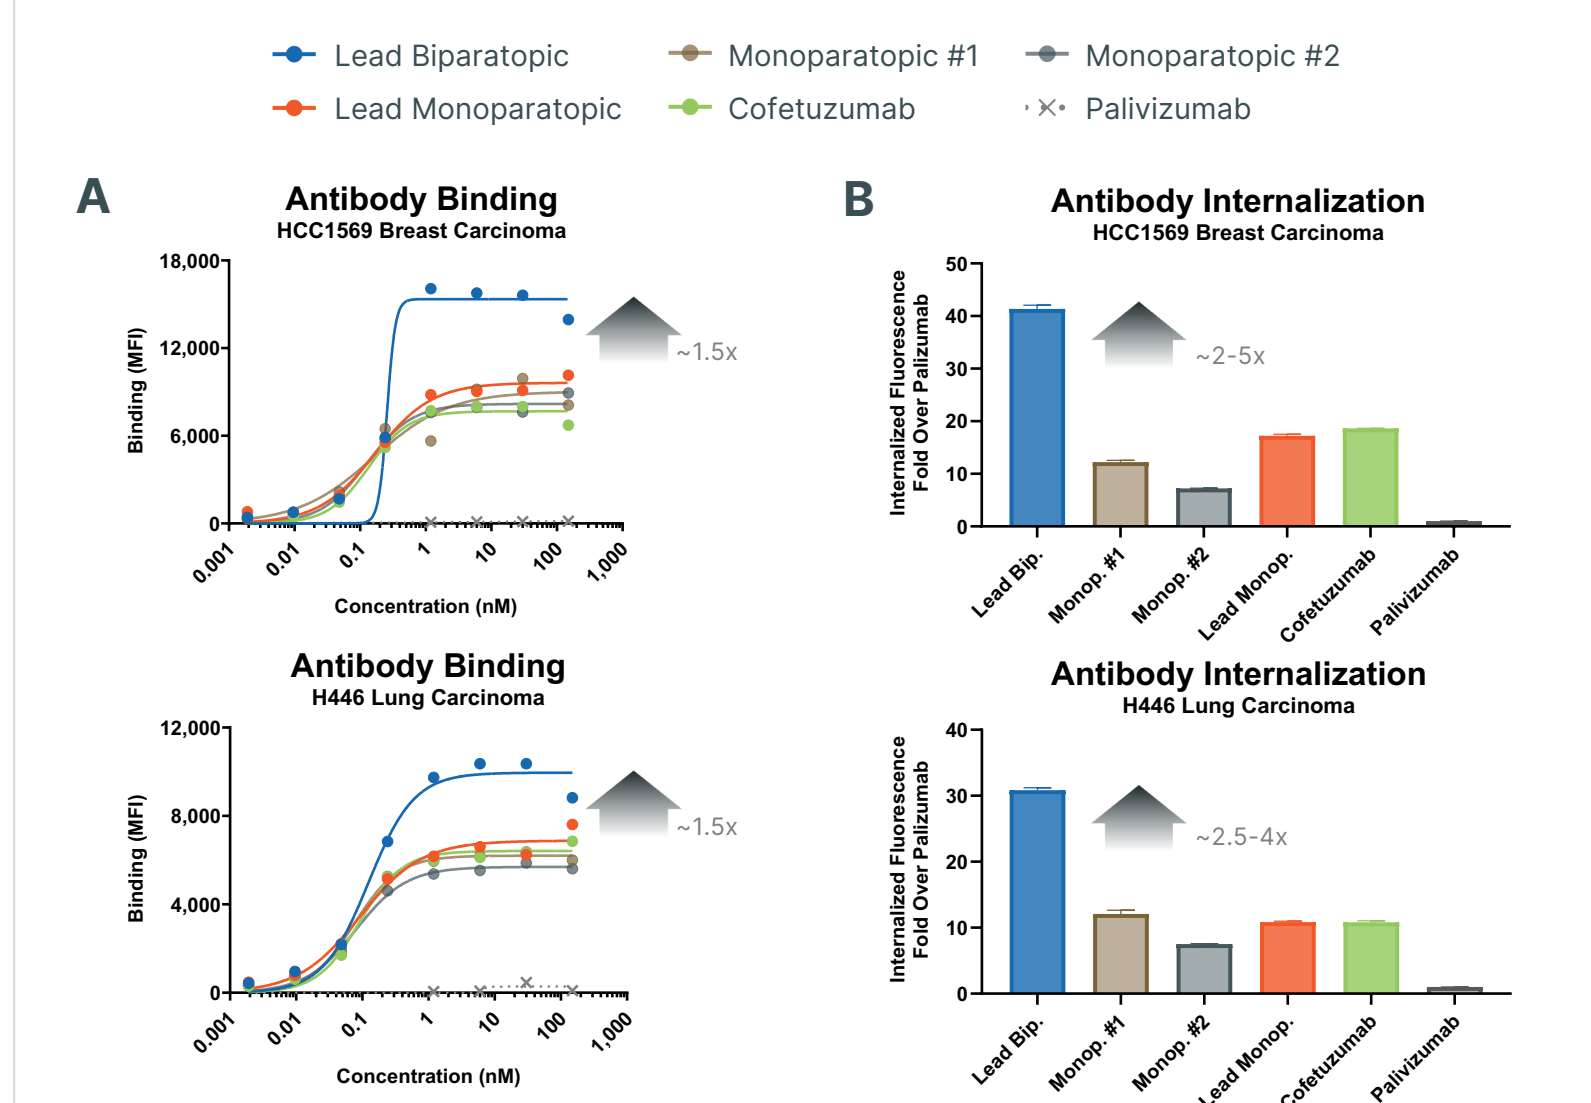 Lead Biparatopic
Monoparatopic #1
Monoparatopic #2
Lead Monoparatopic
Cofetuzumab
Palivizumab
A
Antibody Binding
HCC1569 Breast Carcinoma
18,000
12,000
6,000
0
Binding (MFI)
~1.5x
0.001
0.01
0.1
1
10
100
1,000
Concentration (nM)
Antibody Binding
H446 Lung Carcinoma
12,000
8,000
4,000
0
Binding (MFI)
~1.5x
0.001
0.01
0.1
1
10
100
1,000
Concentration (nM)
B
Antibody Internalization
HCC1569 Breast Carcinoma
50
40
30
20
10
0
Internalized Fluorescence
Fold Over Palizumab
~2-5x
Lead Bip.
Monop. #1
Monop. #2
Lead Monop.
Cofetuzumab
Palivizumab
Antibody Internalization
H446 Lung Carcinoma
40
30
20
10
0
Internalized Fluorescence
Fold Over Palizumab
~2.5-4x
Lead Bip.
Monop. #1
Monop. #2
Lead Monop.
Cofetuzumab
Palivizumab